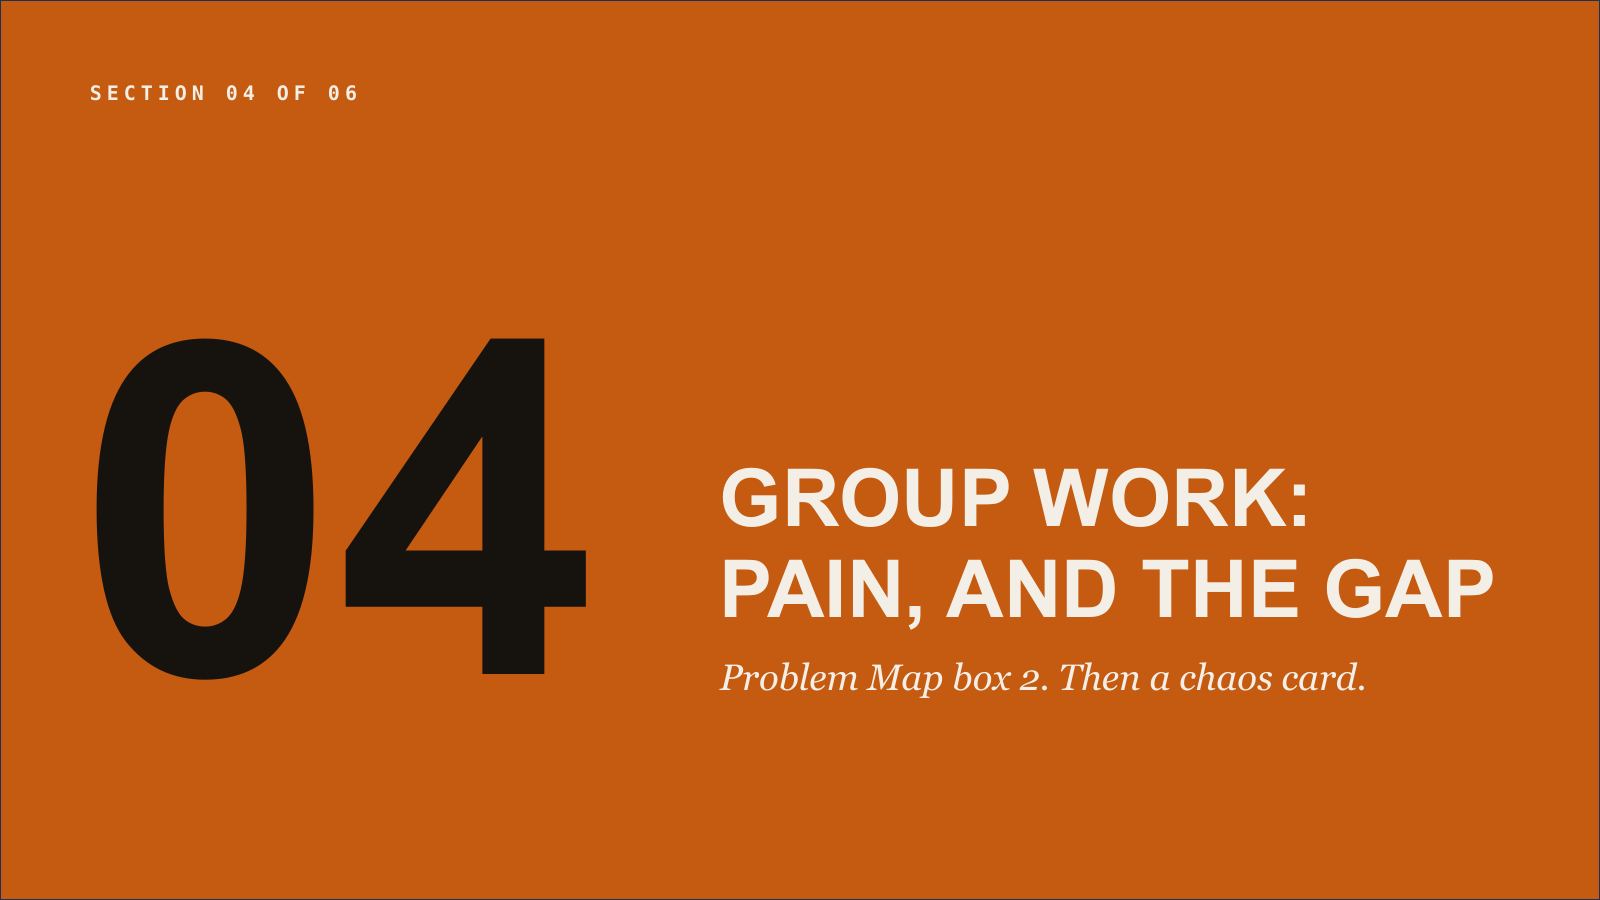 SECTION 04 OF 06
04
GROUP WORK:
PAIN, AND THE GAP
Problem Map box 2. Then a chaos card.